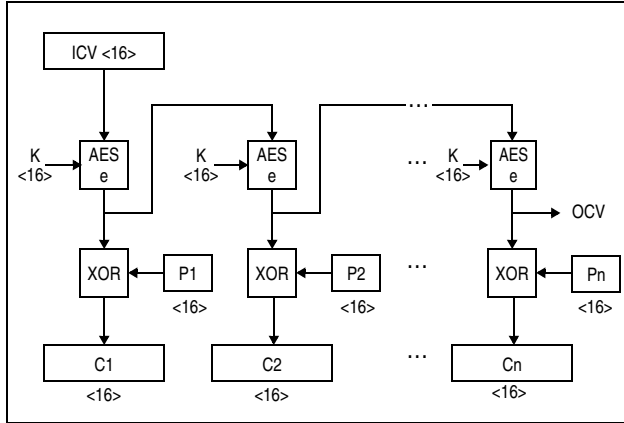 ICV <16>
...
K
<16>
AES
e
K
<16>
AES
e
...
K
<16>
AES
e
OCV
XOR
P1
<16>
XOR
P2
<16>
...
XOR
Pn
<16>
C1
<16>
C2
<16>
...
Cn
<16>